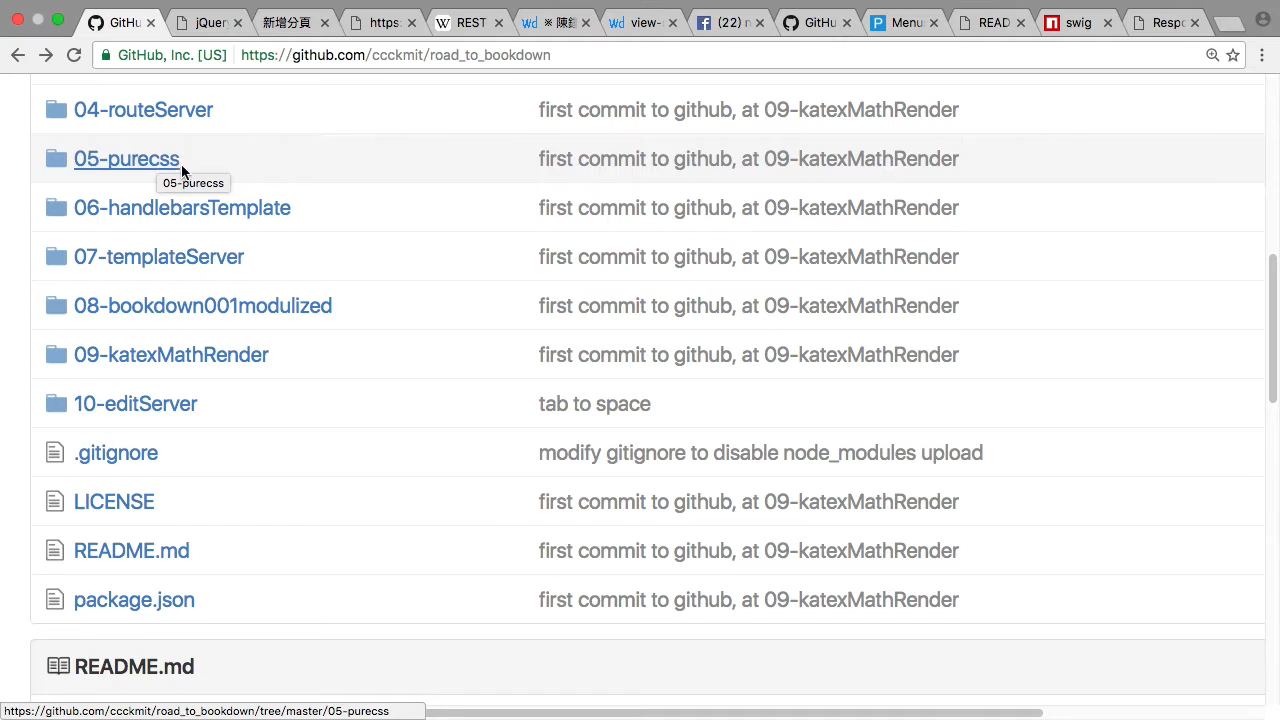 GitHu
jQuer
新增分頁
https:
W REST
wd ※ 陳鍾
wd view-
f (22) n
GitHu
P Menu:
READ
n swig
Respo
GitHub, Inc. [US] https://github.com/ccckmit/road_to_bookdown
04-routeServer first commit to github, at 09-katexMathRender
05-purecss first commit to github, at 09-katexMathRender
05-purecss
06-handlebarsTemplate first commit to github, at 09-katexMathRender
07-templateServer first commit to github, at 09-katexMathRender
08-bookdown001modulized first commit to github, at 09-katexMathRender
09-katexMathRender first commit to github, at 09-katexMathRender
10-editServer tab to space
.gitignore modify gitignore to disable node_modules upload
LICENSE first commit to github, at 09-katexMathRender
README.md first commit to github, at 09-katexMathRender
package.json first commit to github, at 09-katexMathRender
README.md
https://github.com/ccckmit/road_to_bookdown/tree/master/05-purecss